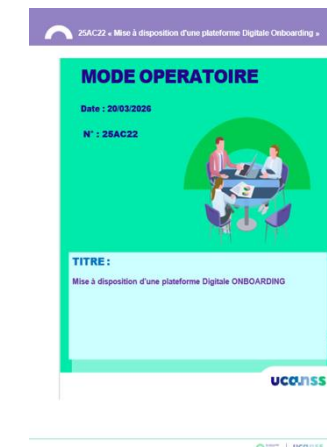 25AC22 « Mise à disposition d'une plateforme Digitale Onboarding »
MODE OPERATOIRE
Date : 20/03/2026
N° : 25AC22
TITRE :
Mise à disposition d'une plateforme Digitale ONBOARDING
ucanss
ucanss